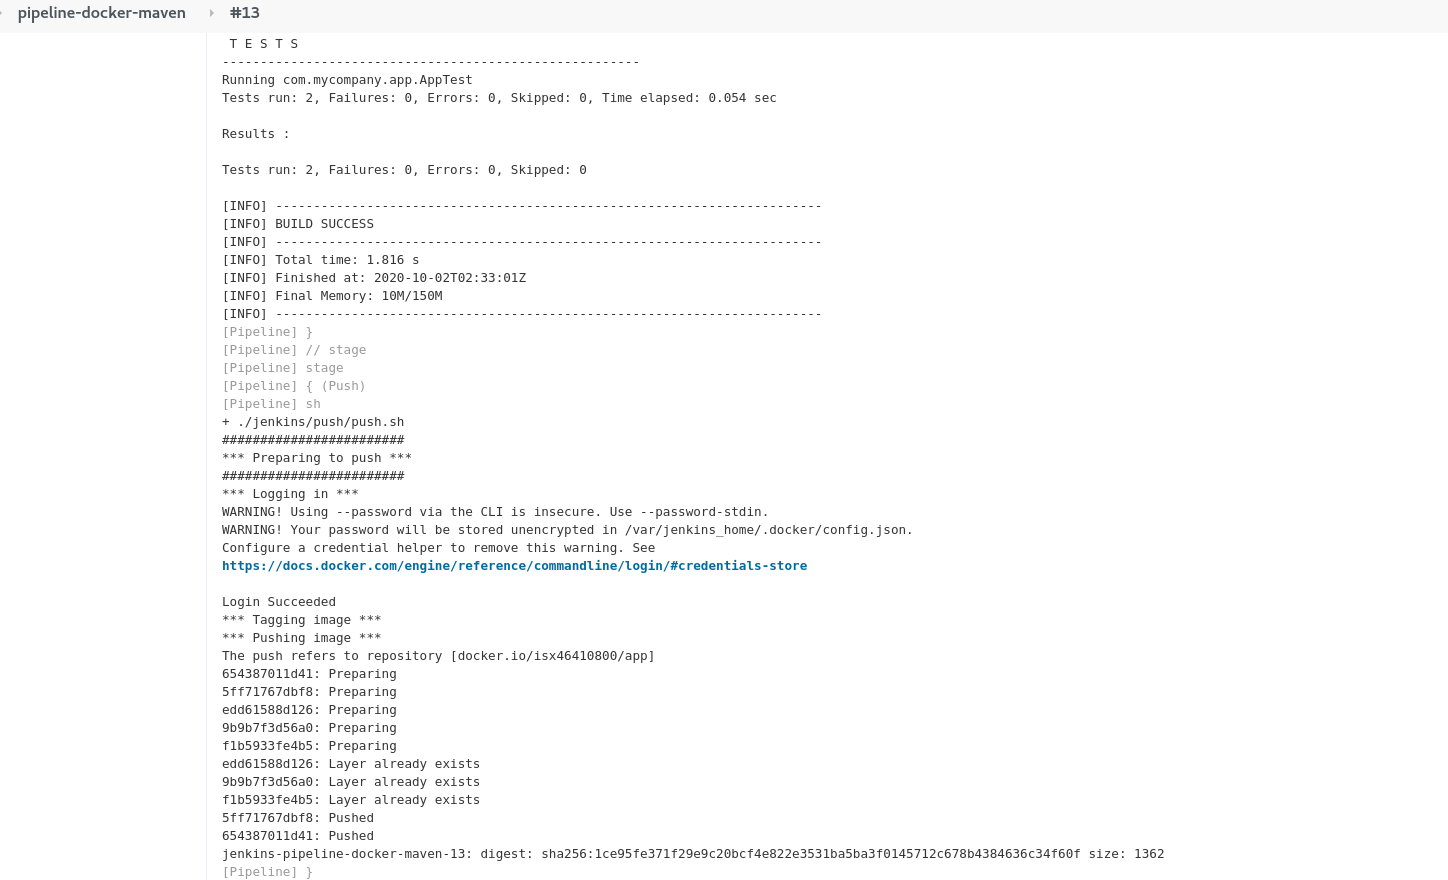 pipeline-docker-maven #13
T E S T S
-------------------------------------------------------
Running com.mycompany.app.AppTest
Tests run: 2, Failures: 0, Errors: 0, Skipped: 0, Time elapsed: 0.054 sec
Results :
Tests run: 2, Failures: 0, Errors: 0, Skipped: 0
[INFO] ------------------------------------------------------------------------
[INFO] BUILD SUCCESS
[INFO] ------------------------------------------------------------------------
[INFO] Total time: 1.816 s
[INFO] Finished at: 2020-10-02T02:33:01Z
[INFO] Final Memory: 10M/150M
[INFO] ------------------------------------------------------------------------
[Pipeline] }
[Pipeline] // stage
[Pipeline] stage
[Pipeline] { (Push)
[Pipeline] sh
+ ./jenkins/push/push.sh
########################
*** Preparing to push ***
########################
*** Logging in ***
WARNING! Using --password via the CLI is insecure. Use --password-stdin.
WARNING! Your password will be stored unencrypted in /var/jenkins_home/.docker/config.json.
Configure a credential helper to remove this warning. See
https://docs.docker.com/engine/reference/commandline/login/#credentials-store
Login Succeeded
*** Tagging image ***
*** Pushing image ***
The push refers to repository [docker.io/isx46410800/app]
654387011d41: Preparing
5ff71767dbf8: Preparing
edd61588d126: Preparing
9b9b7f3d56a0: Preparing
f1b5933fe4b5: Preparing
edd61588d126: Layer already exists
9b9b7f3d56a0: Layer already exists
f1b5933fe4b5: Layer already exists
5ff71767dbf8: Pushed
654387011d41: Pushed
jenkins-pipeline-docker-maven-13: digest: sha256:1ce95fe371f29e9c20bcf4e822e3531ba5ba3f0145712c678b4384636c34f60f size: 1362
[Pipeline] }